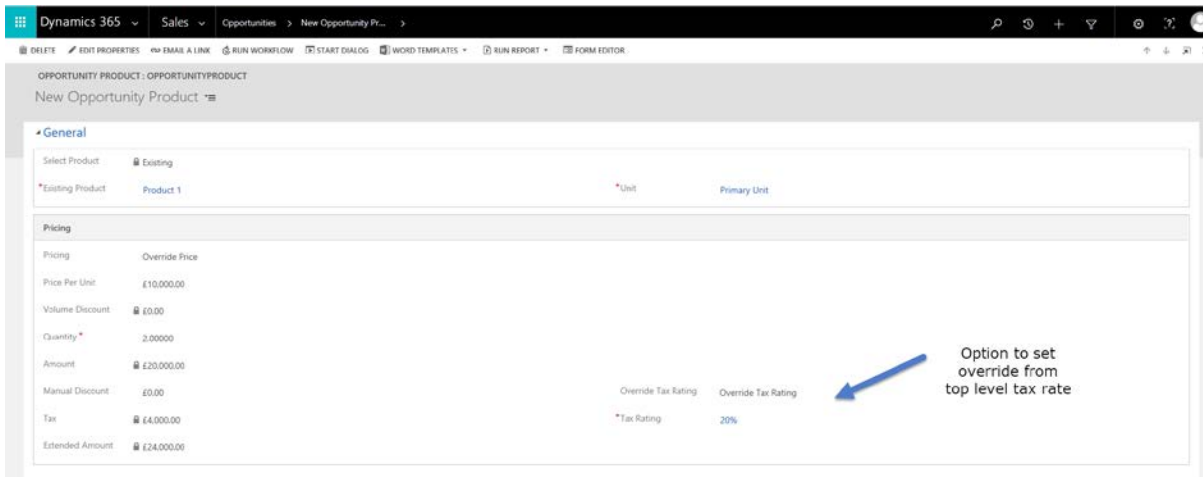 Dynamics 365 Sales Opportunities > New Opportunity Pr... >
DELETE EDIT PROPERTIES EMAIL A LINK RUN WORKFLOW START DIALOG WORD TEMPLATES RUN REPORT FORM EDITOR
OPPORTUNITY PRODUCT : OPPORTUNITYPRODUCT
New Opportunity Product
General
Select Product Existing
*Existing Product Product 1 *Unit Primary Unit
Pricing
Pricing Override Price
Price Per Unit £10,000.00
Volume Discount £0.00
Quantity * 2.00000
Amount £20,000.00
Manual Discount £0.00 Override Tax Rating Override Tax Rating
Tax £4,000.00 *Tax Rating 20%
Extended Amount £24,000.00
Option to set
override from
top level tax rate